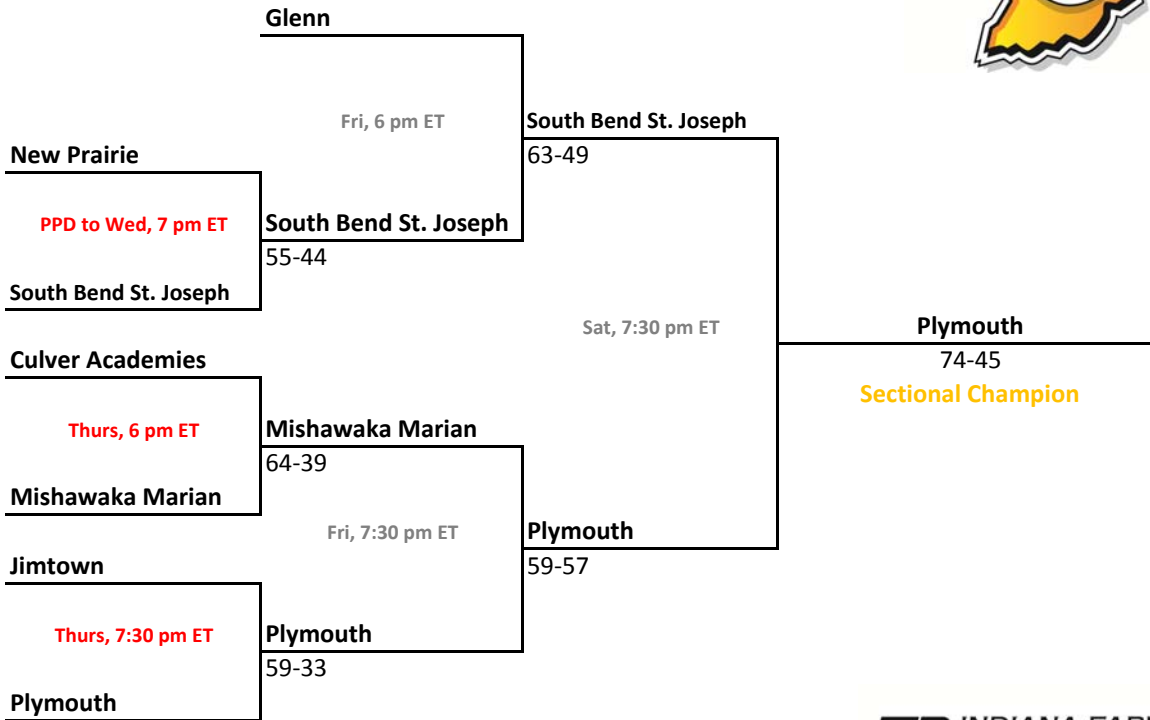 Glenn
Fri, 6 pm ET
South Bend St. Joseph
New Prairie
63-49
PPD to Wed, 7 pm ET
South Bend St. Joseph
55-44
South Bend St. Joseph
Sat, 7:30 pm ET
Plymouth
Culver Academies
74-45
Sectional Champion
Thurs, 6 pm ET
Mishawaka Marian
64-39
Mishawaka Marian
Fri, 7:30 pm ET
Plymouth
Jimtown
59-57
Thurs, 7:30 pm ET
Plymouth
59-33
Plymouth